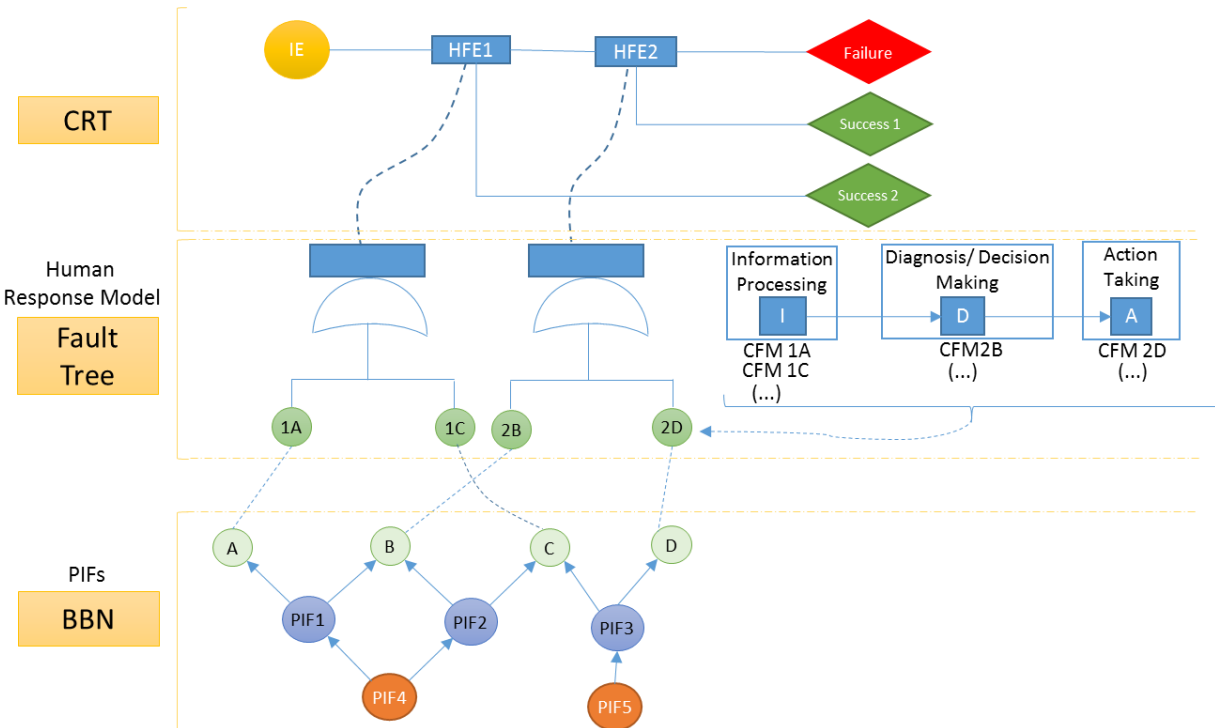 IE
HFE1
HFE2
Failure
CRT
Success 1
Success 2
Human
Response Model
Fault
Tree
Information
Processing
Diagnosis/ Decision
Making
Action
Taking
I
D
A
CFM 1A
CFM 1C
(...)
CFM2B
(...)
CFM 2D
(...)
1A
1C
2B
2D
A
B
C
D
PIFs
BBN
PIF1
PIF2
PIF3
PIF4
PIF5